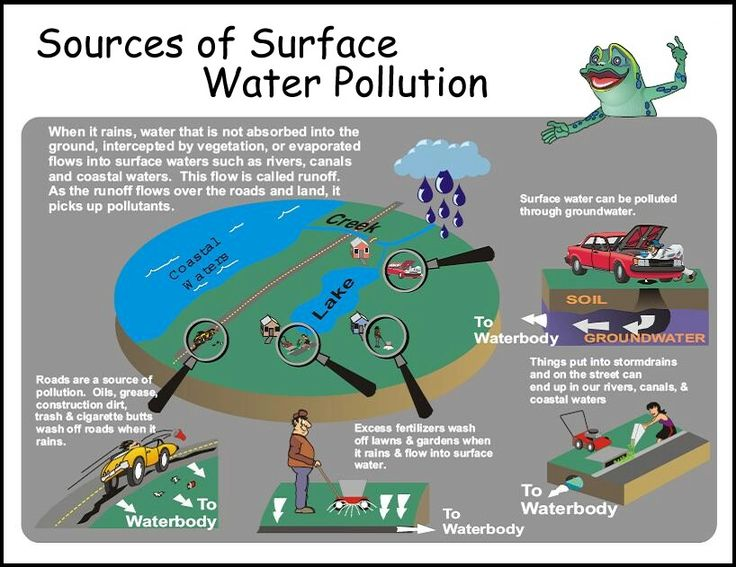 Sources of Surface
Water Pollution
When it rains, water that is not absorbed into the
ground, intercepted by vegetation, or evaporated
flows into surface waters such as rivers, canals
and coastal waters.  This flow is called runoff.
As the runoff flows over the roads and land, it
picks up pollutants.
Creek
Coastal
Waters
Lake
Surface water can be polluted
through groundwater.
SOIL
GROUNDWATER
To
Waterbody
Things put into stormdrains
and on the street can
end up in our rivers, canals, &
coastal waters
To
Waterbody
Roads are a source of
pollution.  Oils, grease,
construction dirt,
trash & cigarette butts
wash off roads when it
rains.
To
Waterbody
Excess fertilizers wash
off lawns & gardens when
it rains & flow into surface
water.
To
Waterbody